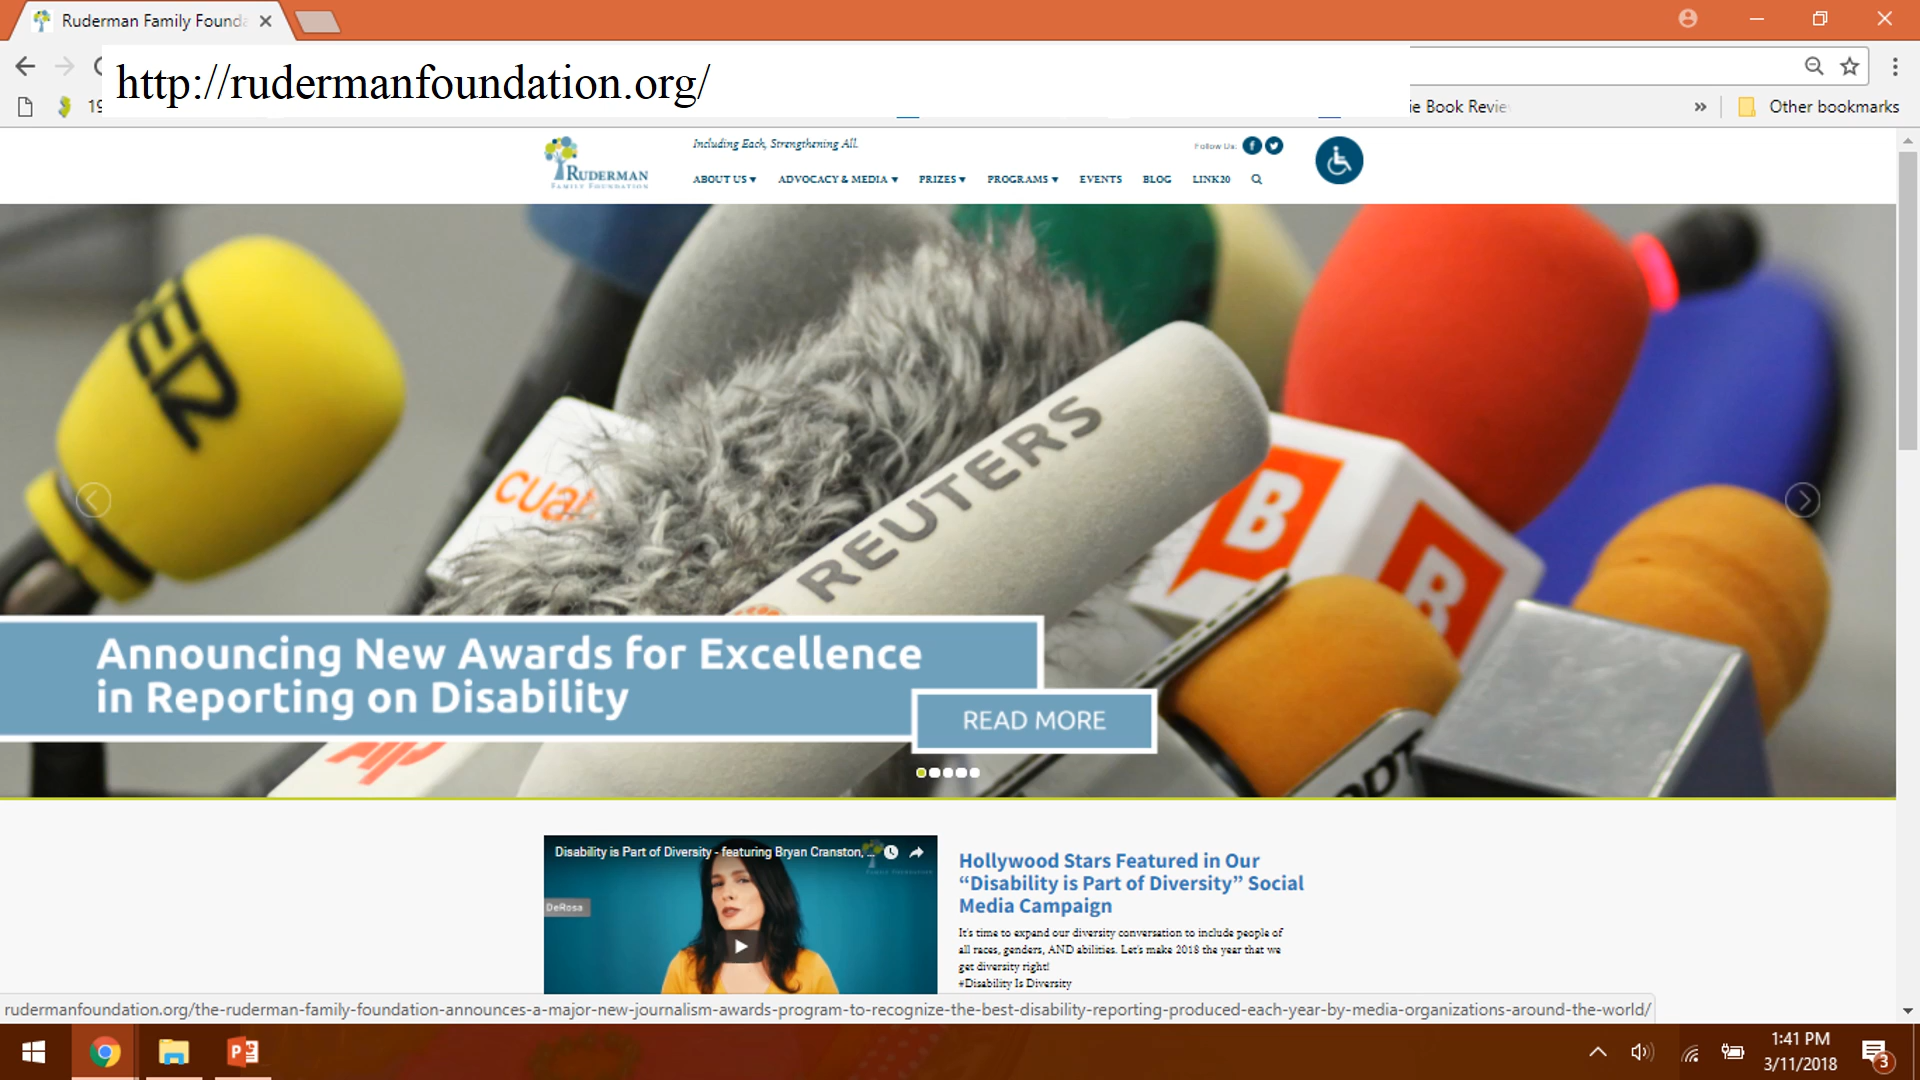 Ruderman Family Founda
http://rudermanfoundation.org/
19
ie Book Revie
Other bookmarks
Including Each, Strengthening All.
Follow Us:
RUDERMAN
FAMILY FOUNDATION
ABOUT US ADVOCACY & MEDIA PRIZES PROGRAMS EVENTS BLOG LINK20
REUTERS
B
B
Announcing New Awards for Excellence
in Reporting on Disability
READ MORE
Disability is Part of Diversity - featuring Bryan Cranston, ...
DeRosa
Hollywood Stars Featured in Our
“Disability is Part of Diversity” Social
Media Campaign
It's time to expand our diversity conversation to include people of
all races, genders, AND abilities. Let's make 2018 the year that we
get diversity right!
#Disability Is Diversity
rudermanfoundation.org/the-ruderman-family-foundation-announces-a-major-new-journalism-awards-program-to-recognize-the-best-disability-reporting-produced-each-year-by-media-organizations-around-the-world/
1:41 PM
3/11/2018
3